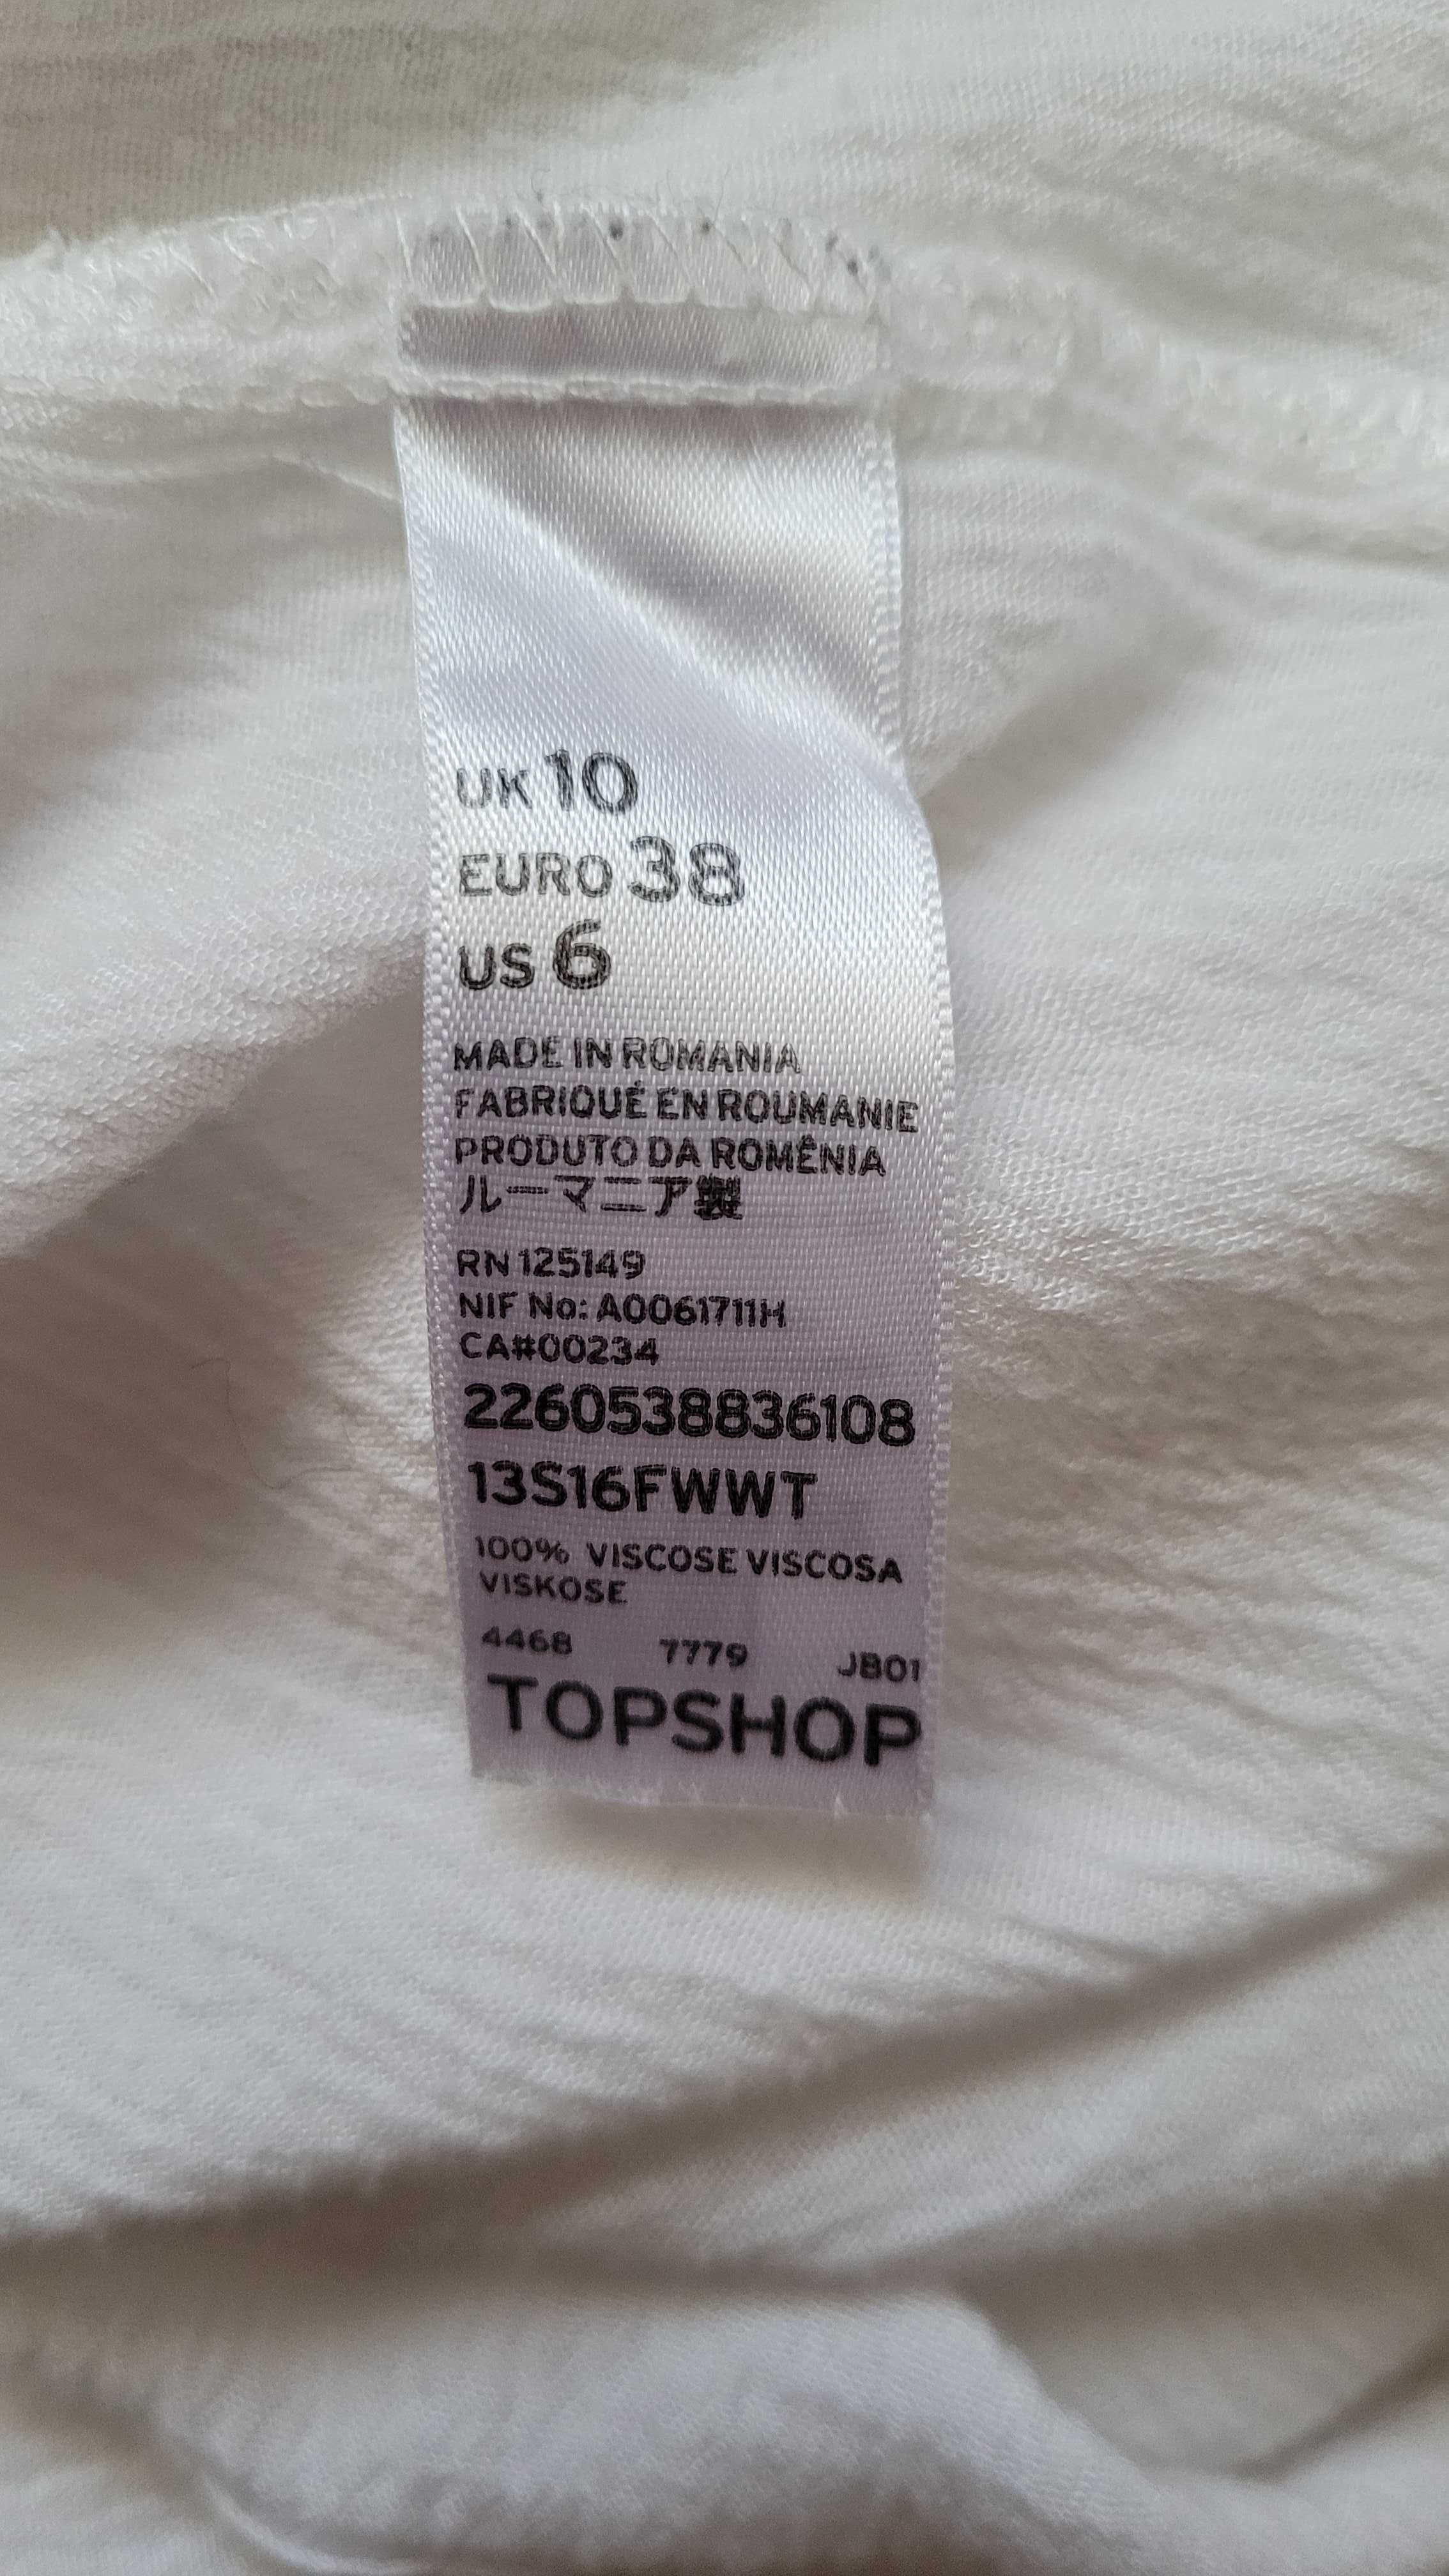 UK 10
EURO 38
US 6
MADE IN ROMANIA
FABRIQUÉ EN ROUMANIE
PRODUTO DA ROMÊNIA
ルーマニア製
RN 125149
NIF No: A0061711H
CA#00234
2260538836108
13S16FWWT
100% VISCOSE VISCOSA
VISKOSE
4468 7779 JB01
TOPSHOP